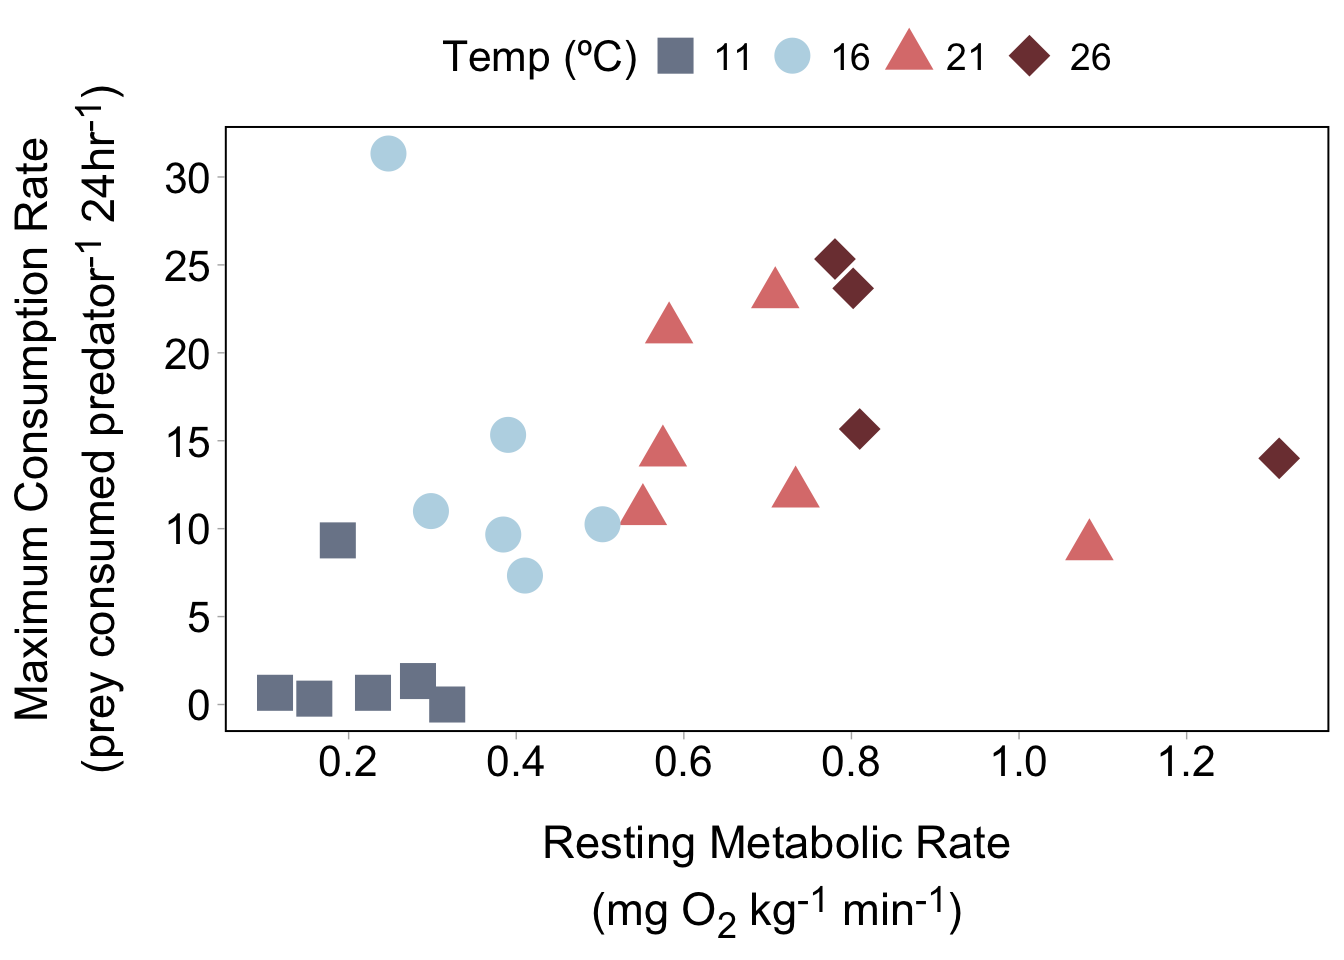 Temp (ºC) 11 16 21 26
Maximum Consumption Rate
(prey consumed predator⁻¹ 24hr⁻¹)
30
25
20
15
10
5
0
0.2 0.4 0.6 0.8 1.0 1.2
Resting Metabolic Rate
(mg O₂ kg⁻¹ min⁻¹)